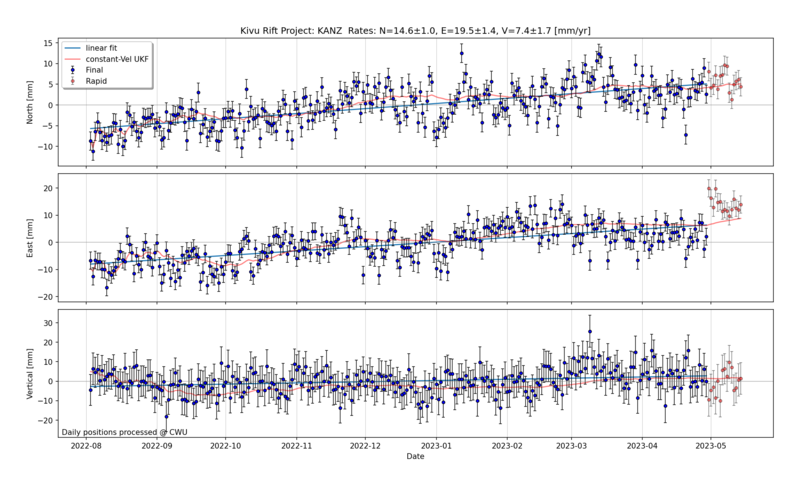 Kivu Rift Project: KANZ  Rates: N=14.6±1.0, E=19.5±1.4, V=7.4±1.7 [mm/yr]
linear fit
constant-Vel UKF
Final
Rapid
North [mm]
15
10
5
0
−5
−10
East [mm]
20
10
0
−10
−20
Vertical [mm]
30
20
10
0
−10
−20
Daily positions processed @ CWU
2022-08
2022-09
2022-10
2022-11
2022-12
2023-01
2023-02
2023-03
2023-04
2023-05
Date